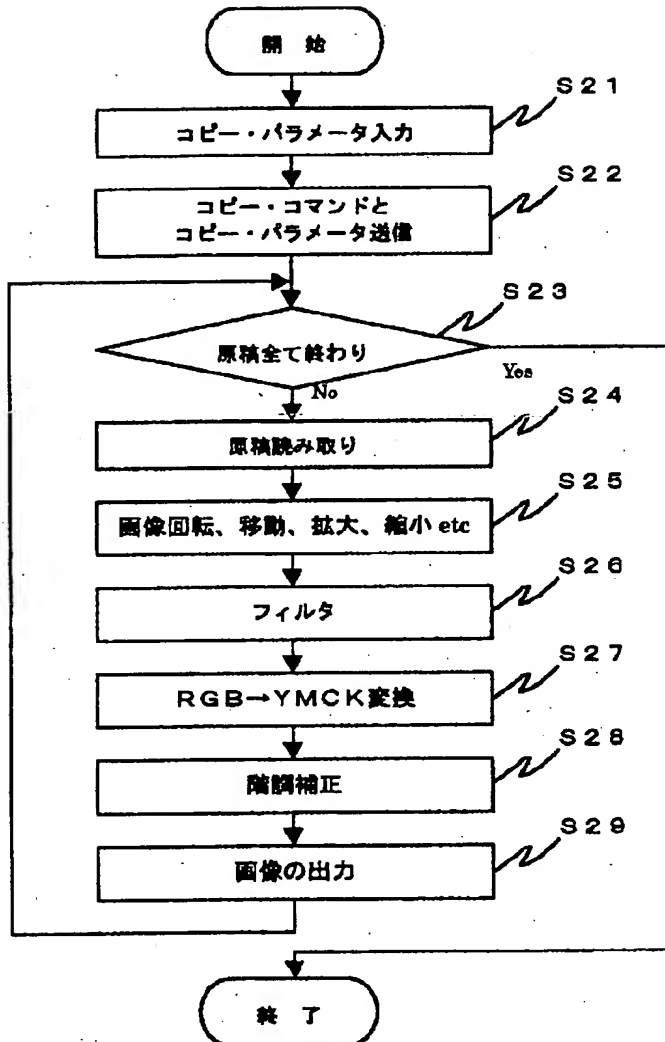 開 始
S21
コピー・パラメータ入力
S22
コピー・コマンドと
コピー・パラメータ送信
S23
原稿全て終わり
Yes
No
S24
原稿読み取り
S25
画像回転、移動、拡大、縮小 etc
S26
フィルタ
S27
RGB→YMCK変換
S28
階調補正
S29
画像の出力
終 了